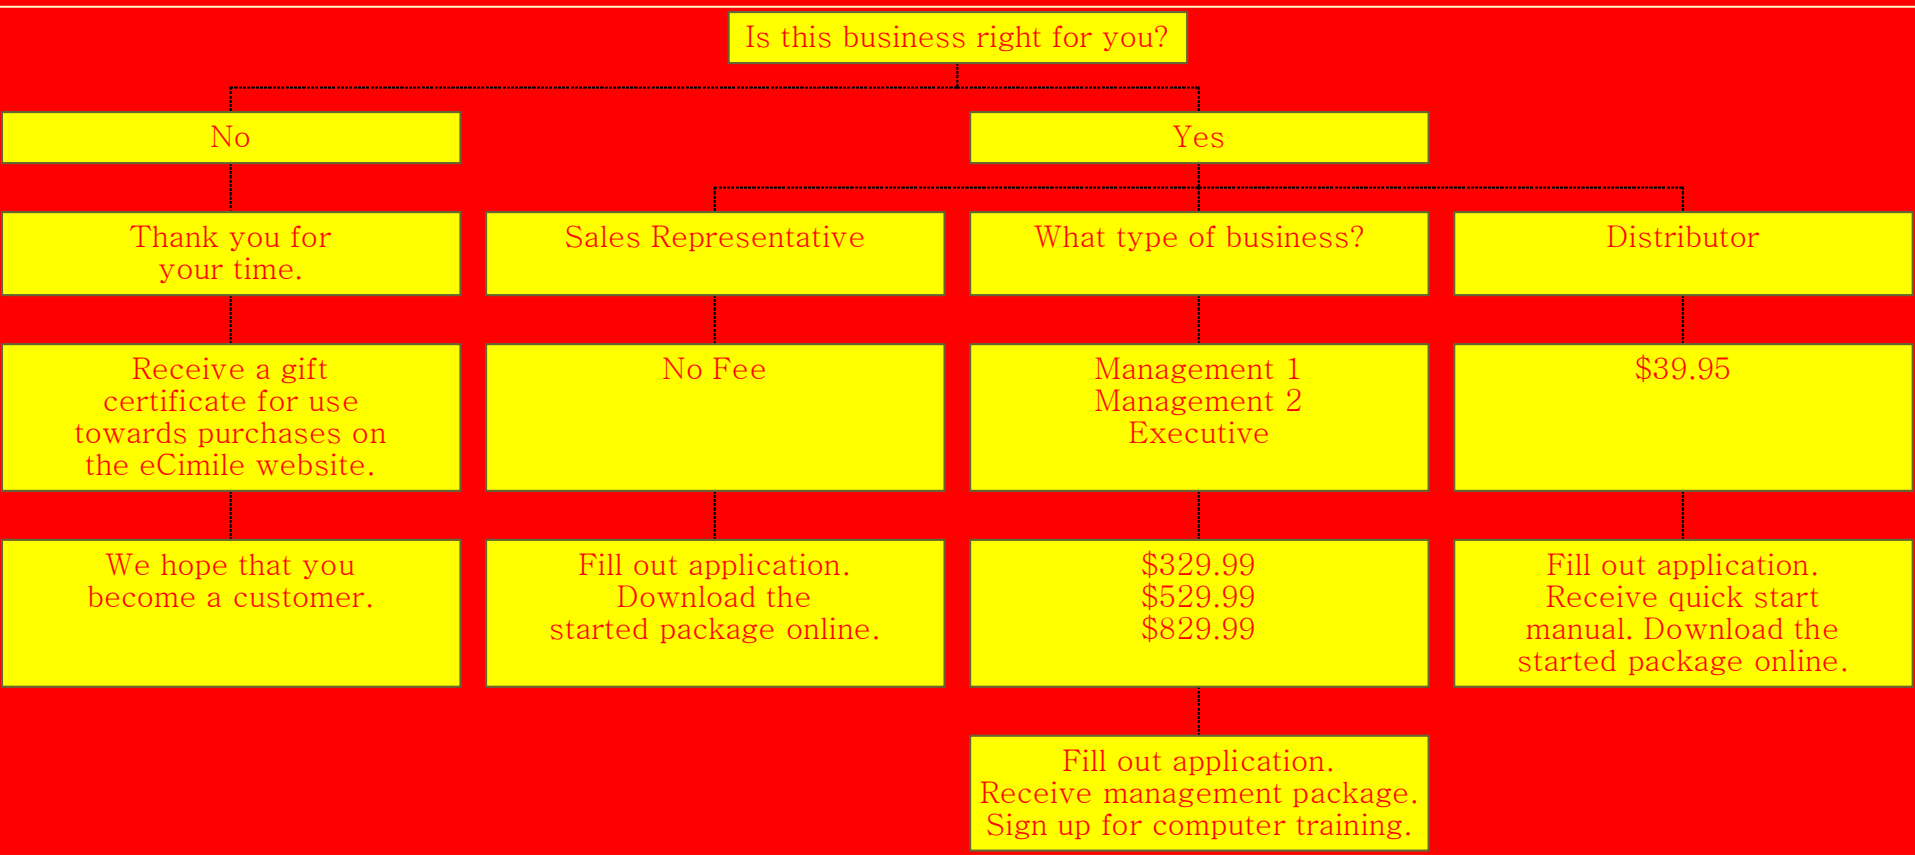 Is this business right for you?
No
Yes
Thank you for
your time.
Sales Representative
What type of business?
Distributor
Receive a gift
certificate for use
towards purchases on
the eCimile website.
No Fee
Management 1
Management 2
Executive
$39.95
We hope that you
become a customer.
Fill out application.
Download the
started package online.
$329.99
$529.99
$829.99
Fill out application.
Receive quick start
manual. Download the
started package online.
Fill out application.
Receive management package.
Sign up for computer training.